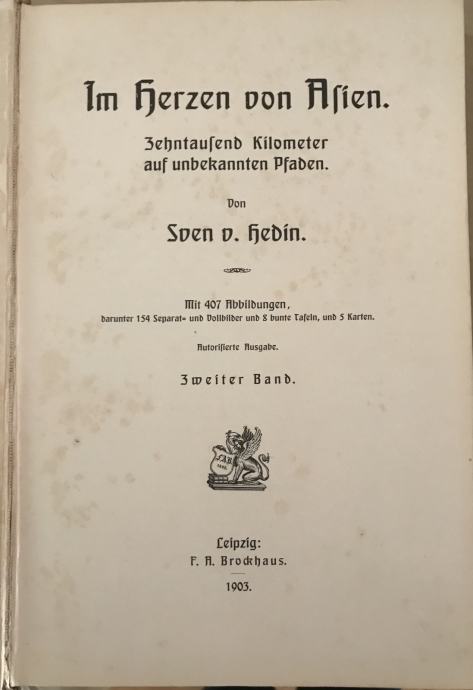 Im Herzen von Aſien.
Zehntauſend Kilometer
auf unbekannten Pfaden.
Von
Sven v. Hedin.
Mit 407 Abbildungen,
darunter 154 Separat= und Vollbilder und 8 bunte Tafeln, und 5 Karten.
Autoriſierte Ausgabe.
Zweiter Band.
F.A.B.
Leipzig:
F. A. Brockhaus.
1903.